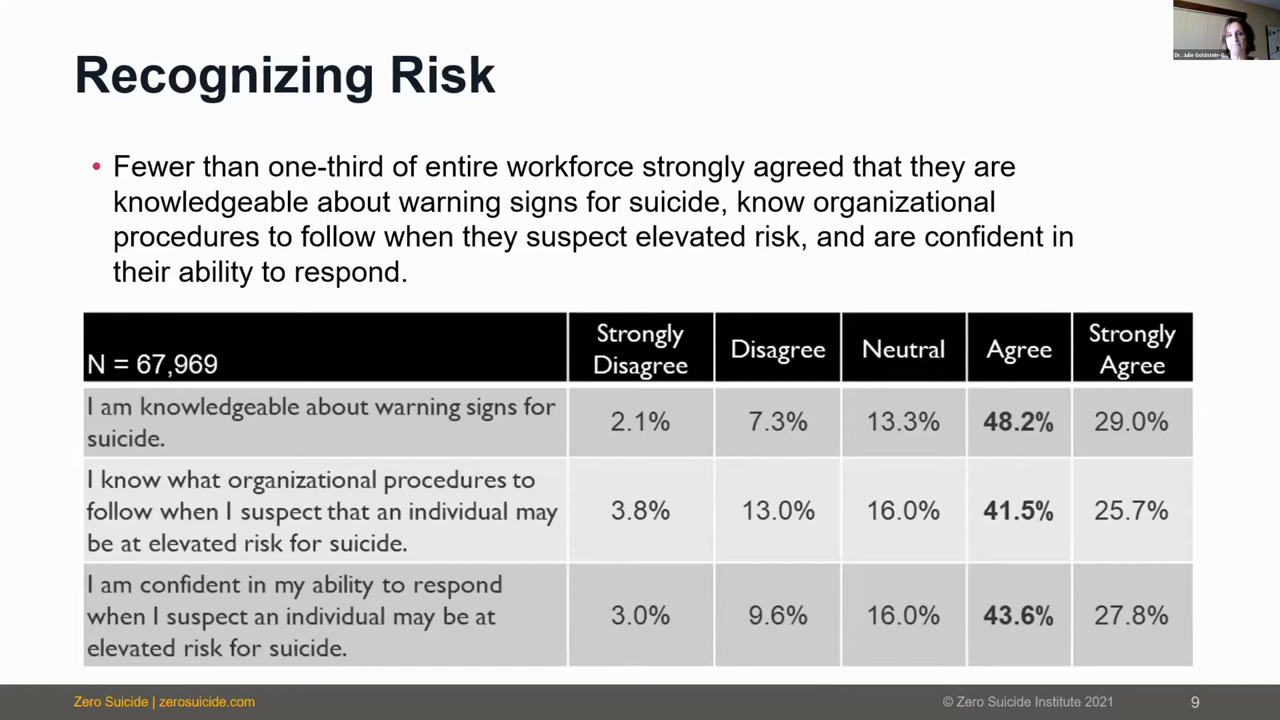 Dr. Julie Goldstein-G
Recognizing Risk
• Fewer than one-third of entire workforce strongly agreed that they are
knowledgeable about warning signs for suicide, know organizational
procedures to follow when they suspect elevated risk, and are confident in
their ability to respond.
N = 67,969 Strongly Disagree Disagree Neutral Agree Strongly Agree
I am knowledgeable about warning signs for
suicide.
2.1% 7.3% 13.3% 48.2% 29.0%
I know what organizational procedures to
follow when I suspect that an individual may
be at elevated risk for suicide.
3.8% 13.0% 16.0% 41.5% 25.7%
I am confident in my ability to respond
when I suspect an individual may be at
elevated risk for suicide.
3.0% 9.6% 16.0% 43.6% 27.8%
Zero Suicide | zerosuicide.com © Zero Suicide Institute 2021 9